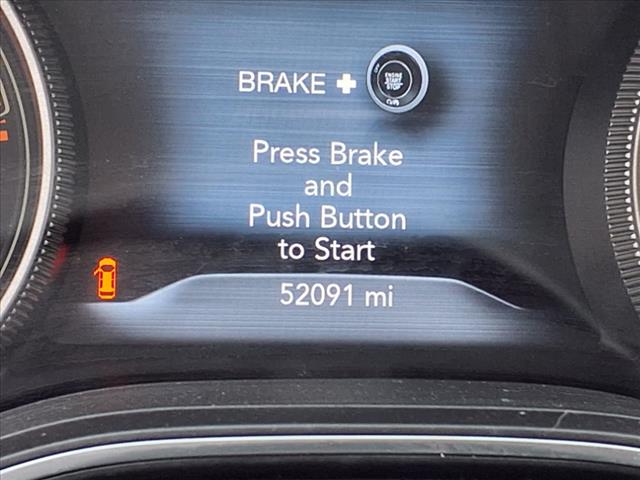 BRAKE +
ENGINE
START
STOP
Press Brake
and
Push Button
to Start
52091 mi